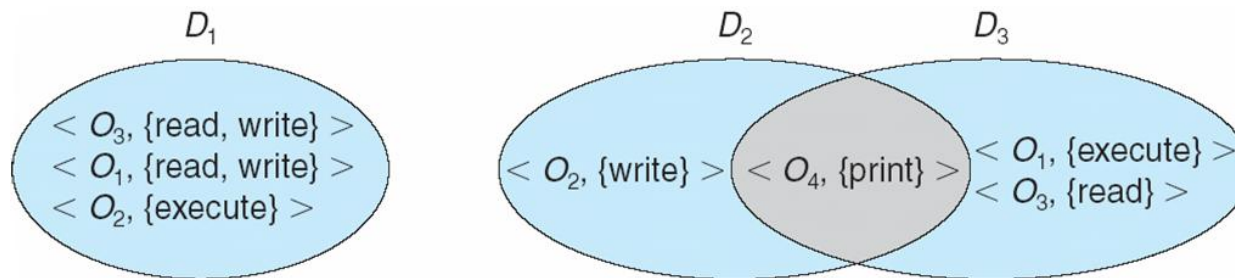 D₁
D₂
D₃
< O₃, {read, write} >
< O₁, {read, write} >
< O₂, {execute} >
< O₂, {write} >
< O₄, {print} >
< O₁, {execute} >
< O₃, {read} >